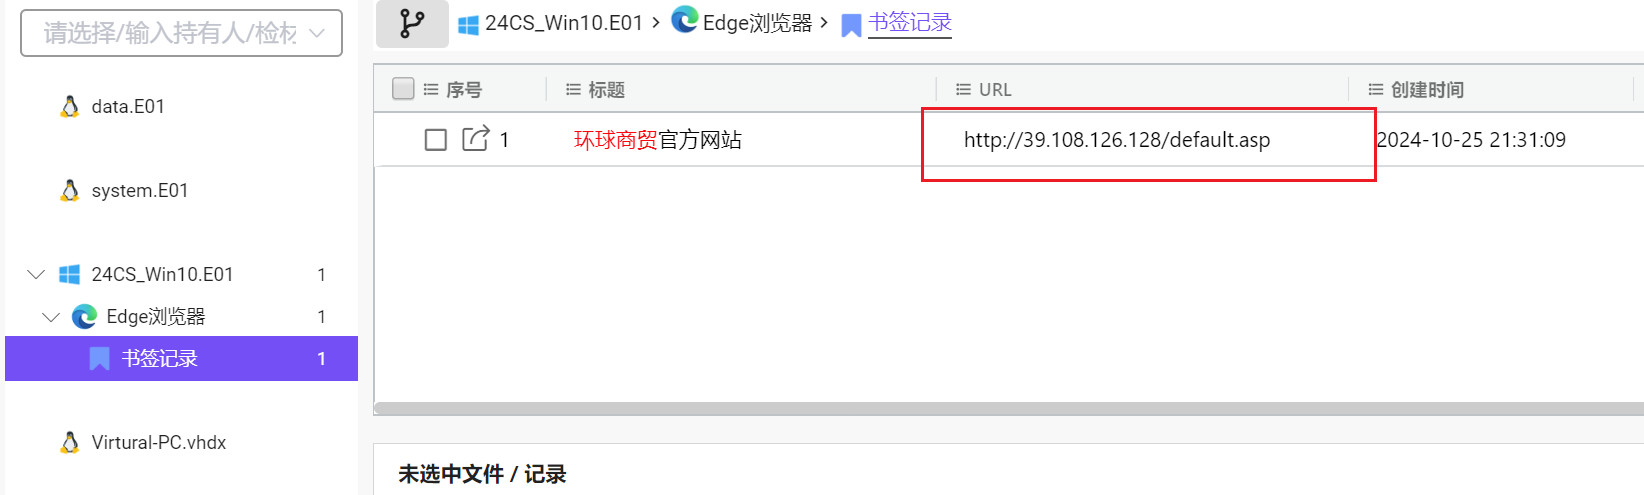 请选择/输入持有人/检材
data.E01
system.E01
24CS_Win10.E01 1
Edge浏览器 1
书签记录 1
Virtural-PC.vhdx
24CS_Win10.E01 > Edge浏览器 > 书签记录
序号 标题 URL 创建时间
1 环球商贸官方网站 http://39.108.126.128/default.asp 2024-10-25 21:31:09
未选中文件 / 记录